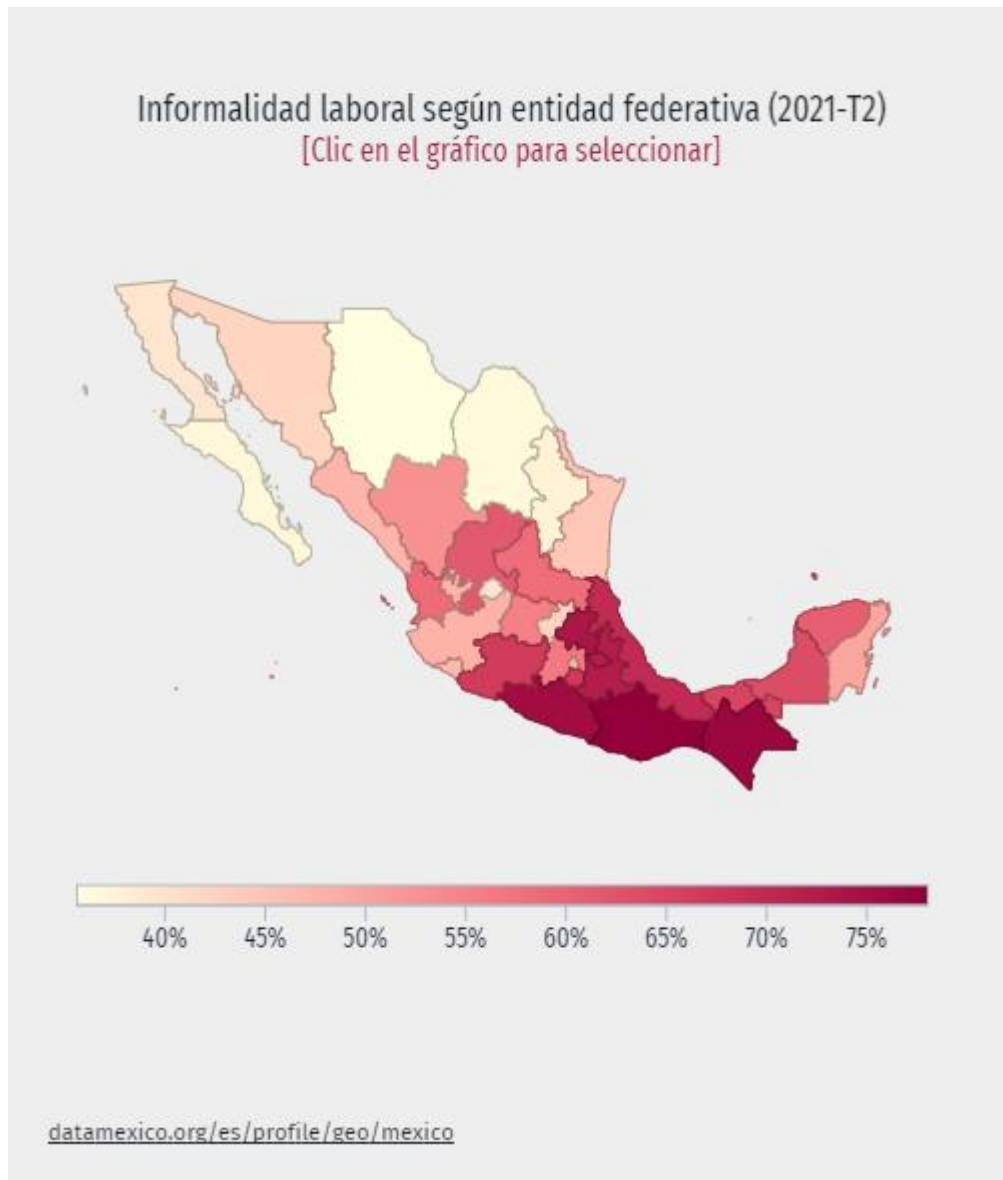 Informalidad laboral según entidad federativa (2021-T2)
[Clic en el gráfico para seleccionar]
40% 45% 50% 55% 60% 65% 70% 75%
datamexico.org/es/profile/geo/mexico